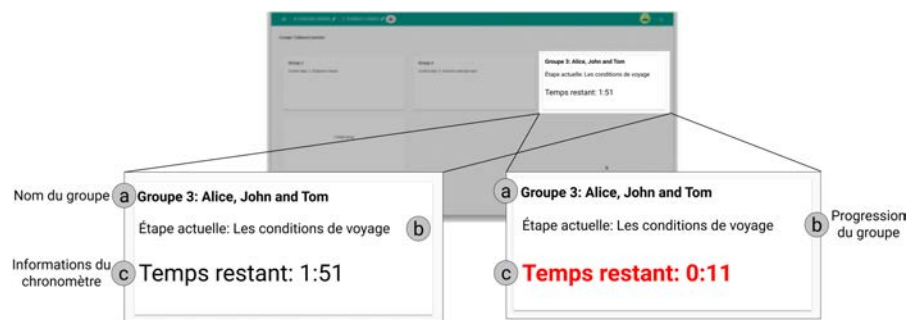 Groupe 3: Alice, John and Tom
Étape actuelle: Les conditions de voyage
Temps restant: 1:51
Nom du groupe
a
Groupe 3: Alice, John and Tom
Étape actuelle: Les conditions de voyage
b
Informations du
chronomètre
c
Temps restant: 1:51
a
Groupe 3: Alice, John and Tom
Étape actuelle: Les conditions de voyage
b
Progression
du groupe
c
Temps restant: 0:11